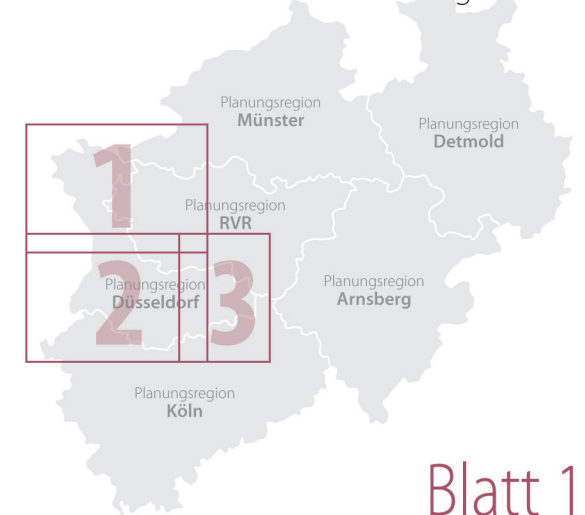 Planungsregion
Münster
Planungsregion
Detmold
1
Planungsregion
RVR
2
3
Planungsregion
Düsseldorf
Planungsregion
Arnsberg
Planungsregion
Köln
Blatt 1